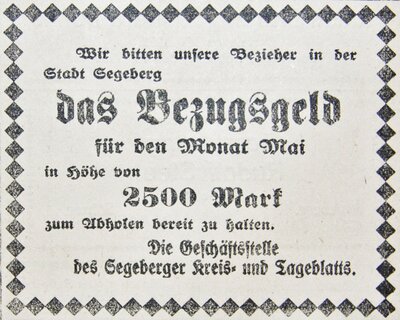 Wir bitten unsere Bezieher in der
Stadt Segeberg
das Bezugsgeld
für den Monat Mai
in Höhe von
2500 Mark
zum Abholen bereit zu halten.
Die Geschäftsstelle
des Segeberger Kreis- und Tageblatts.